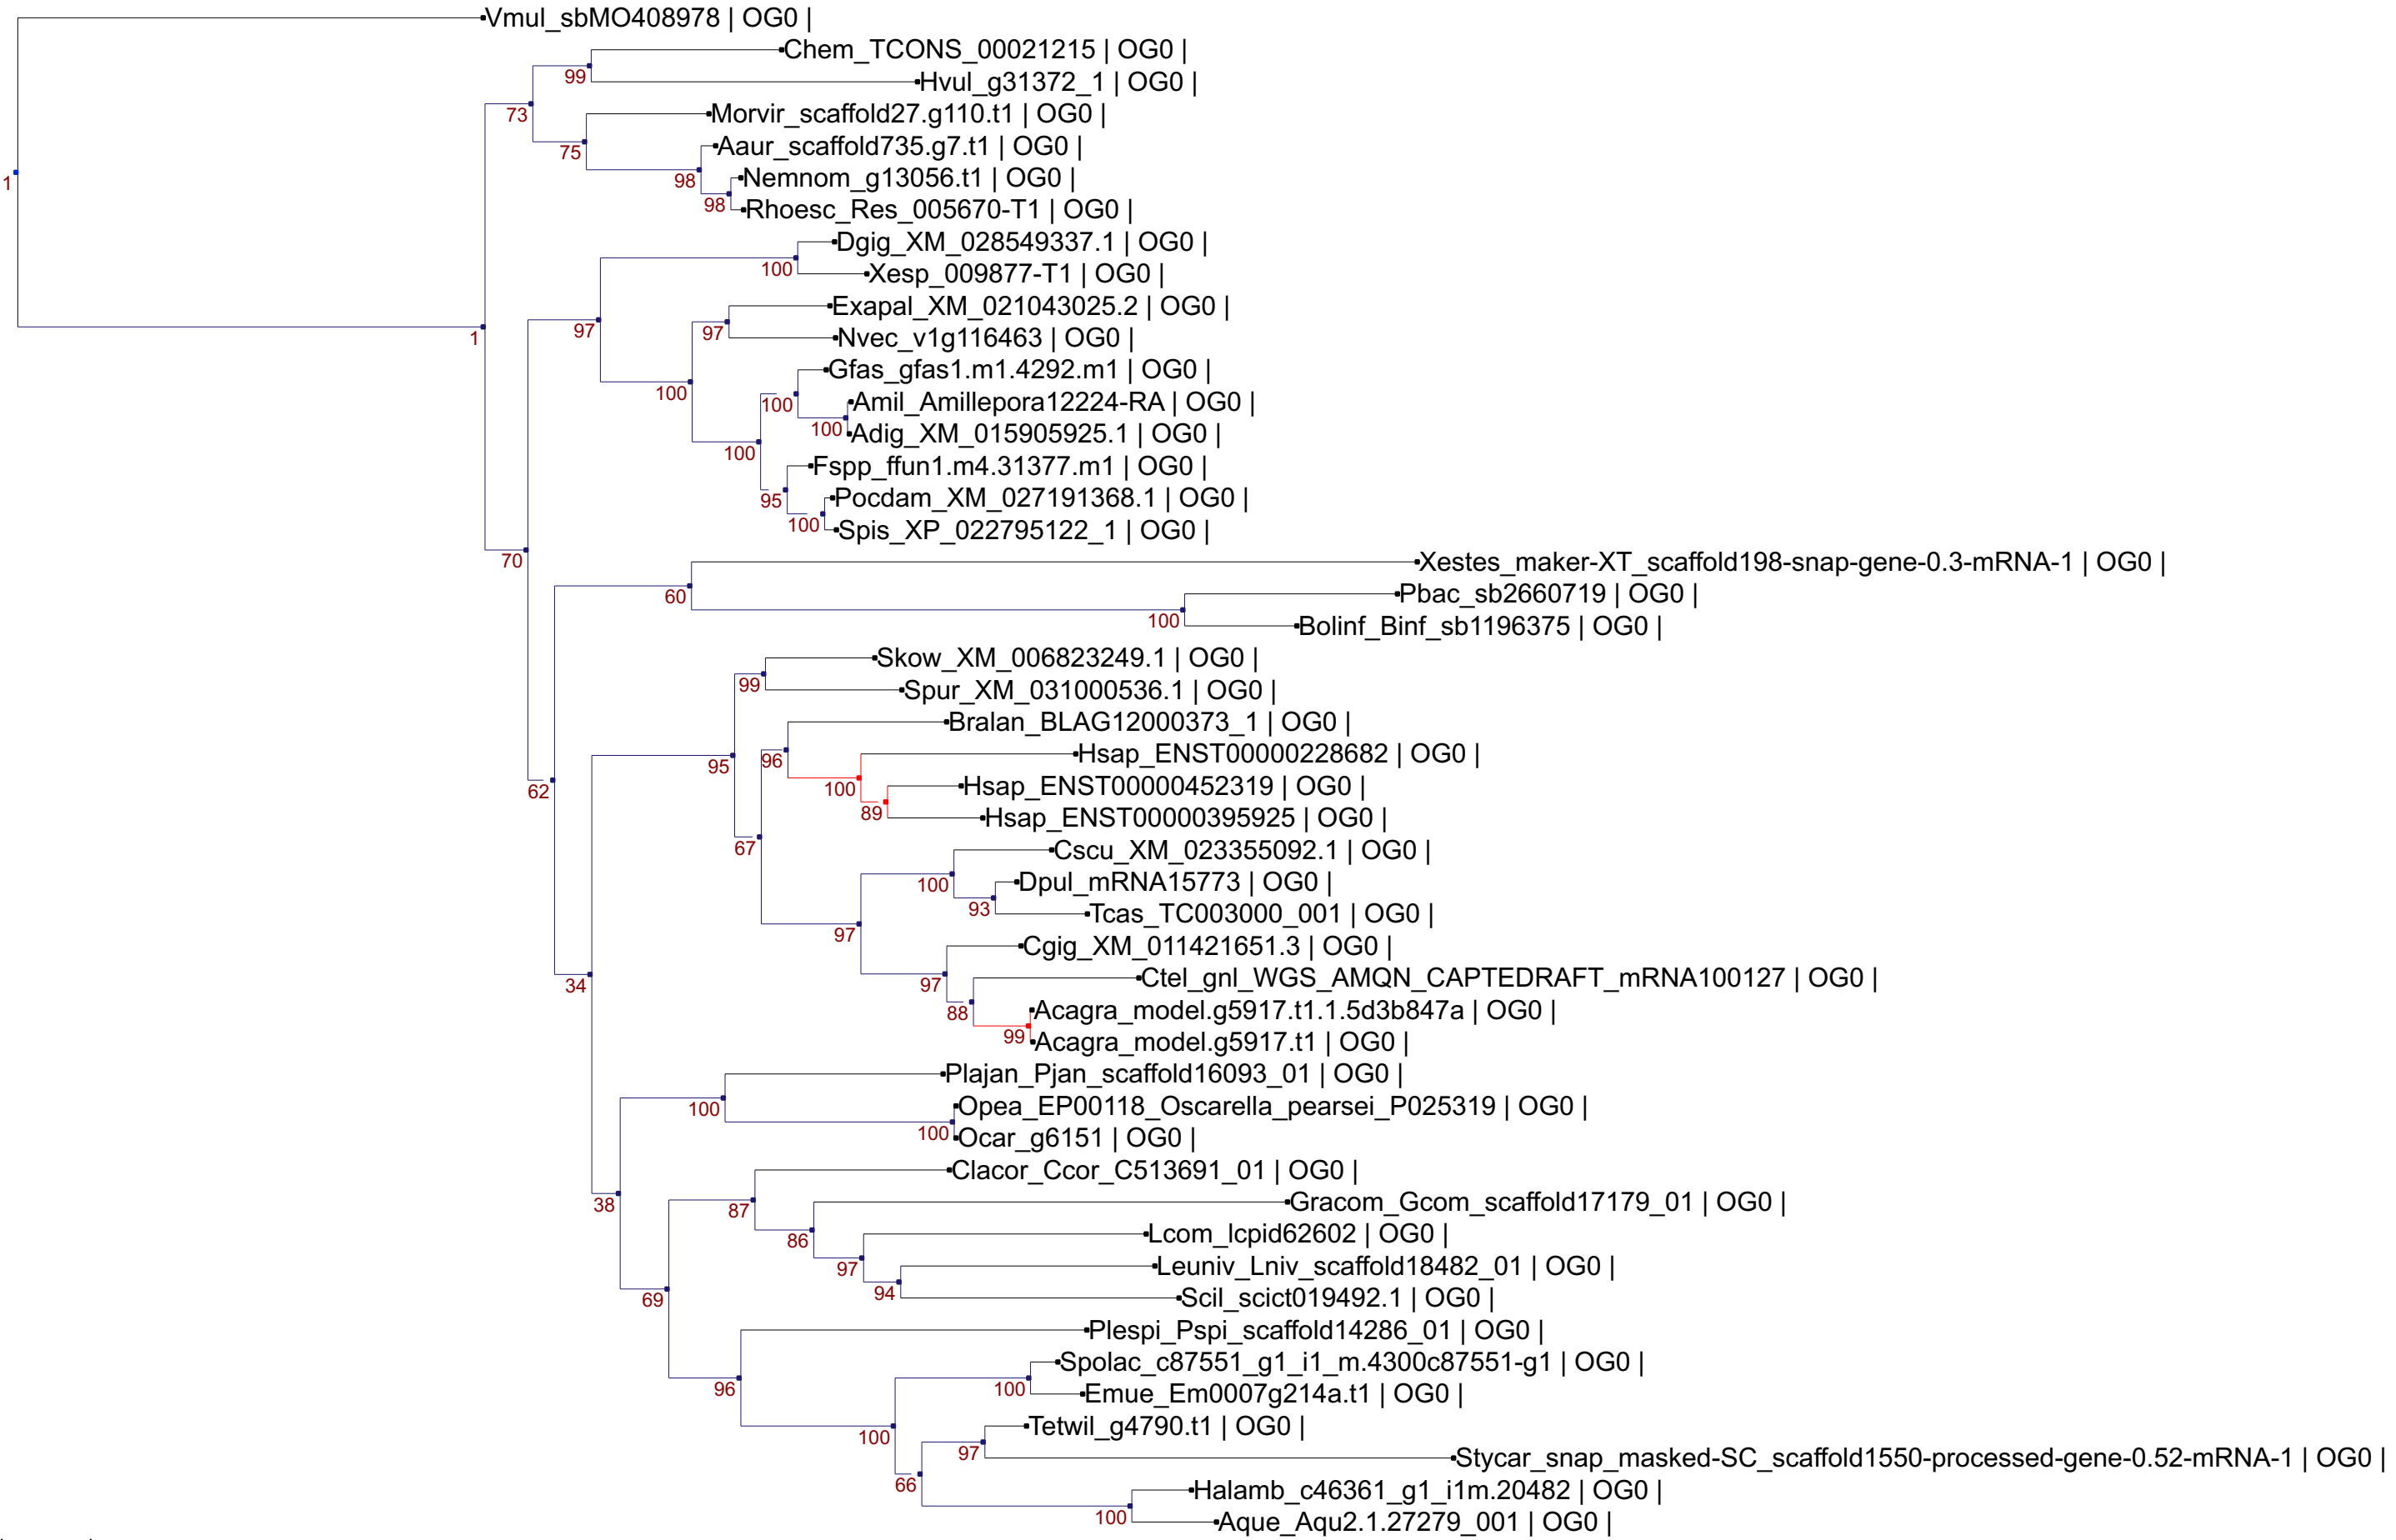 Vmul_sbMO408978 | OG0 |
Chem_TCONS_00021215 | OG0 |
99
Hvul_g31372_1 | OG0 |
73
Morvir_scaffold27.g110.t1 | OG0 |
75
Aaur_scaffold735.g7.t1 | OG0 |
1
98
Nemnom_g13056.t1 | OG0 |
98
Rhoesc_Res_005670-T1 | OG0 |
Dgig_XM_028549337.1 | OG0 |
100
Xesp_009877-T1 | OG0 |
Exapal_XM_021043025.2 | OG0 |
1
97
97
Nvec_v1g116463 | OG0 |
Gfas_gfas1.m1.4292.m1 | OG0 |
100
100
Amil_Amillepora12224-RA | OG0 |
100
Adig_XM_015905925.1 | OG0 |
100
Fspp_ffun1.m4.31377.m1 | OG0 |
95
Pocdam_XM_027191368.1 | OG0 |
100
Spis_XP_022795122_1 | OG0 |
70
Xestes_maker-XT_scaffold198-snap-gene-0.3-mRNA-1 | OG0 |
60
Pbac_sb2660719 | OG0 |
100
Bolinf_Binf_sb1196375 | OG0 |
Skow_XM_006823249.1 | OG0 |
99
Spur_XM_031000536.1 | OG0 |
Bralan_BLAG12000373_1 | OG0 |
95
96
Hsap_ENST00000228682 | OG0 |
62
100
Hsap_ENST00000452319 | OG0 |
89
Hsap_ENST00000395925 | OG0 |
67
Cscu_XM_023355092.1 | OG0 |
100
Dpul_mRNA15773 | OG0 |
93
Tcas_TC003000_001 | OG0 |
97
Cgig_XM_011421651.3 | OG0 |
34
97
Ctel_gnl_WGS_AMQN_CAPTEDRAFT_mRNA100127 | OG0 |
88
Acagra_model.g5917.t1.1.5d3b847a | OG0 |
99
Acagra_model.g5917.t1 | OG0 |
Plajan_Pjan_scaffold16093_01 | OG0 |
100
Opea_EP00118_Oscarella_pearsei_P025319 | OG0 |
100
Ocar_g6151 | OG0 |
Clacor_Ccor_C513691_01 | OG0 |
38
87
Gracom_Gcom_scaffold17179_01 | OG0 |
86
Lcom_lcpid62602 | OG0 |
97
Leuniv_Lniv_scaffold18482_01 | OG0 |
69
94
Scil_scict019492.1 | OG0 |
Plespi_Pspi_scaffold14286_01 | OG0 |
Spolac_c87551_g1_i1_m.4300c87551-g1 | OG0 |
96
100
Emue_Em0007g214a.t1 | OG0 |
Tetwil_g4790.t1 | OG0 |
100
97
Stycar_snap_masked-SC_scaffold1550-processed-gene-0.52-mRNA-1 | OG0 |
66
Halamb_c46361_g1_i1m.20482 | OG0 |
100
Aque_Aqu2.1.27279_001 | OG0 |